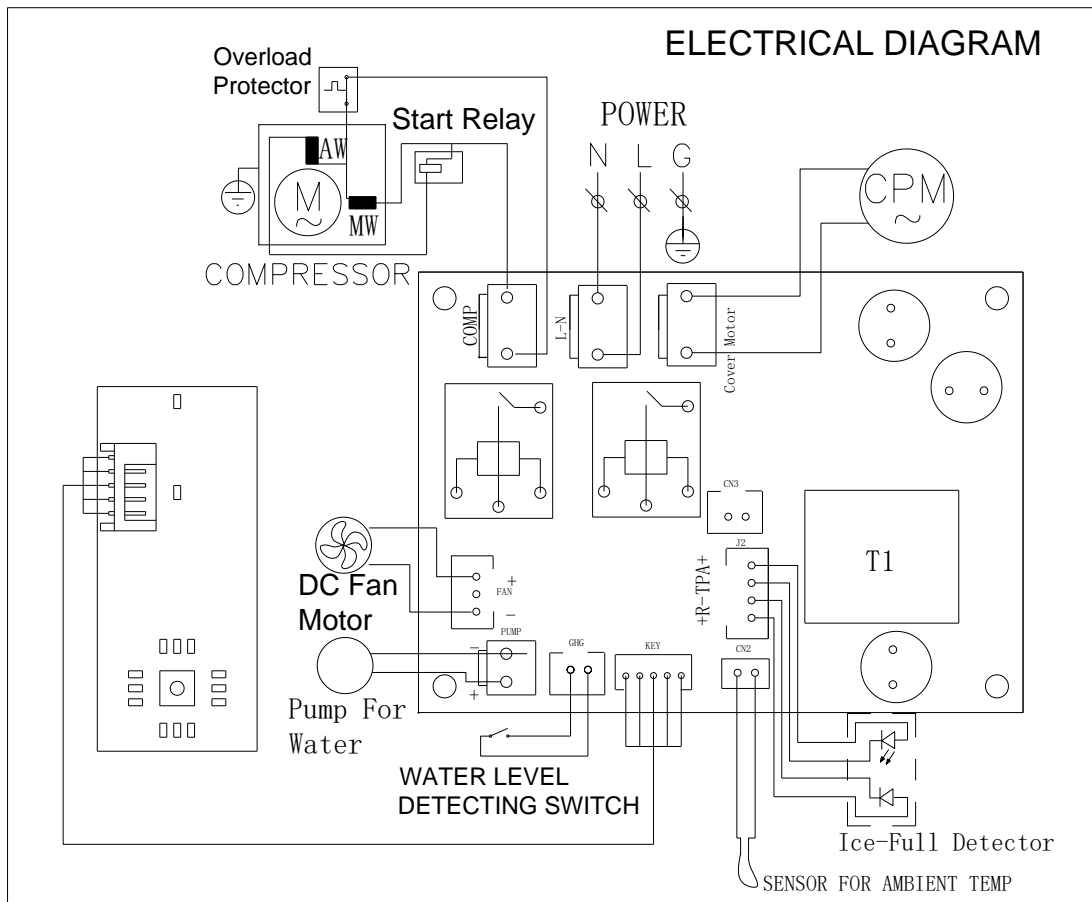 ELECTRICAL DIAGRAM
Overload
Protector
Start Relay
POWER
N L G
AW
M
MW
CPM
COMPRESSOR
COMP
L-N
Cover Motor
CN3
J2
+R-TPA+
T1
DC Fan
Motor
+
FAN
-
PUMP
-
+
GHG
KEY
CN2
Pump For
Water
WATER LEVEL
DETECTING SWITCH
Ice-Full Detector
SENSOR FOR AMBIENT TEMP